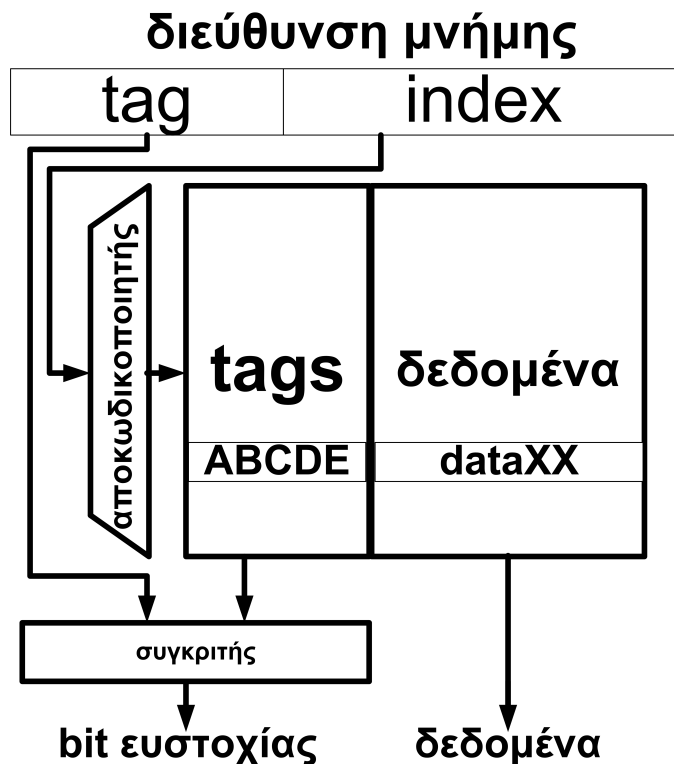 διεύθυνση μνήμης
tag index
αποκωδικοποιητής
tags δεδομένα
ABCDE dataXX
συγκριτής
bit ευστοχίας δεδομένα